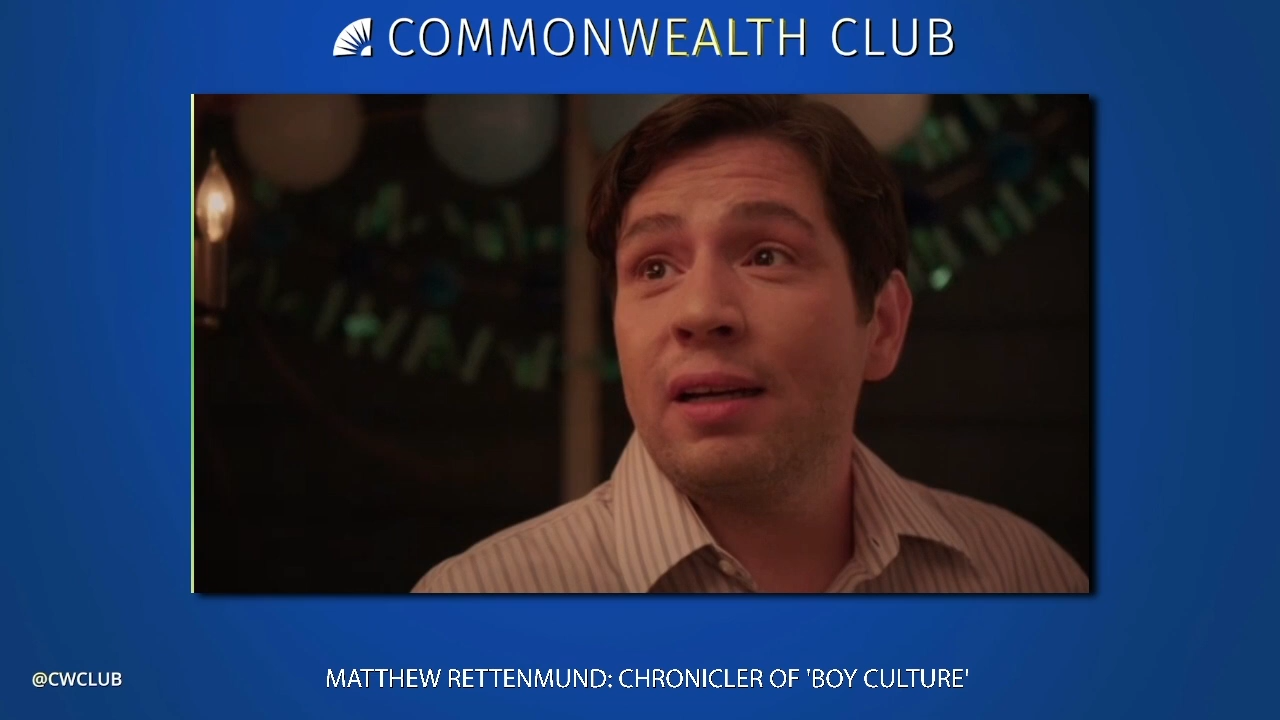 COMMONWEALTH CLUB
@CWCLUB
MATTHEW RETTENMUND: CHRONICLER OF 'BOY CULTURE'